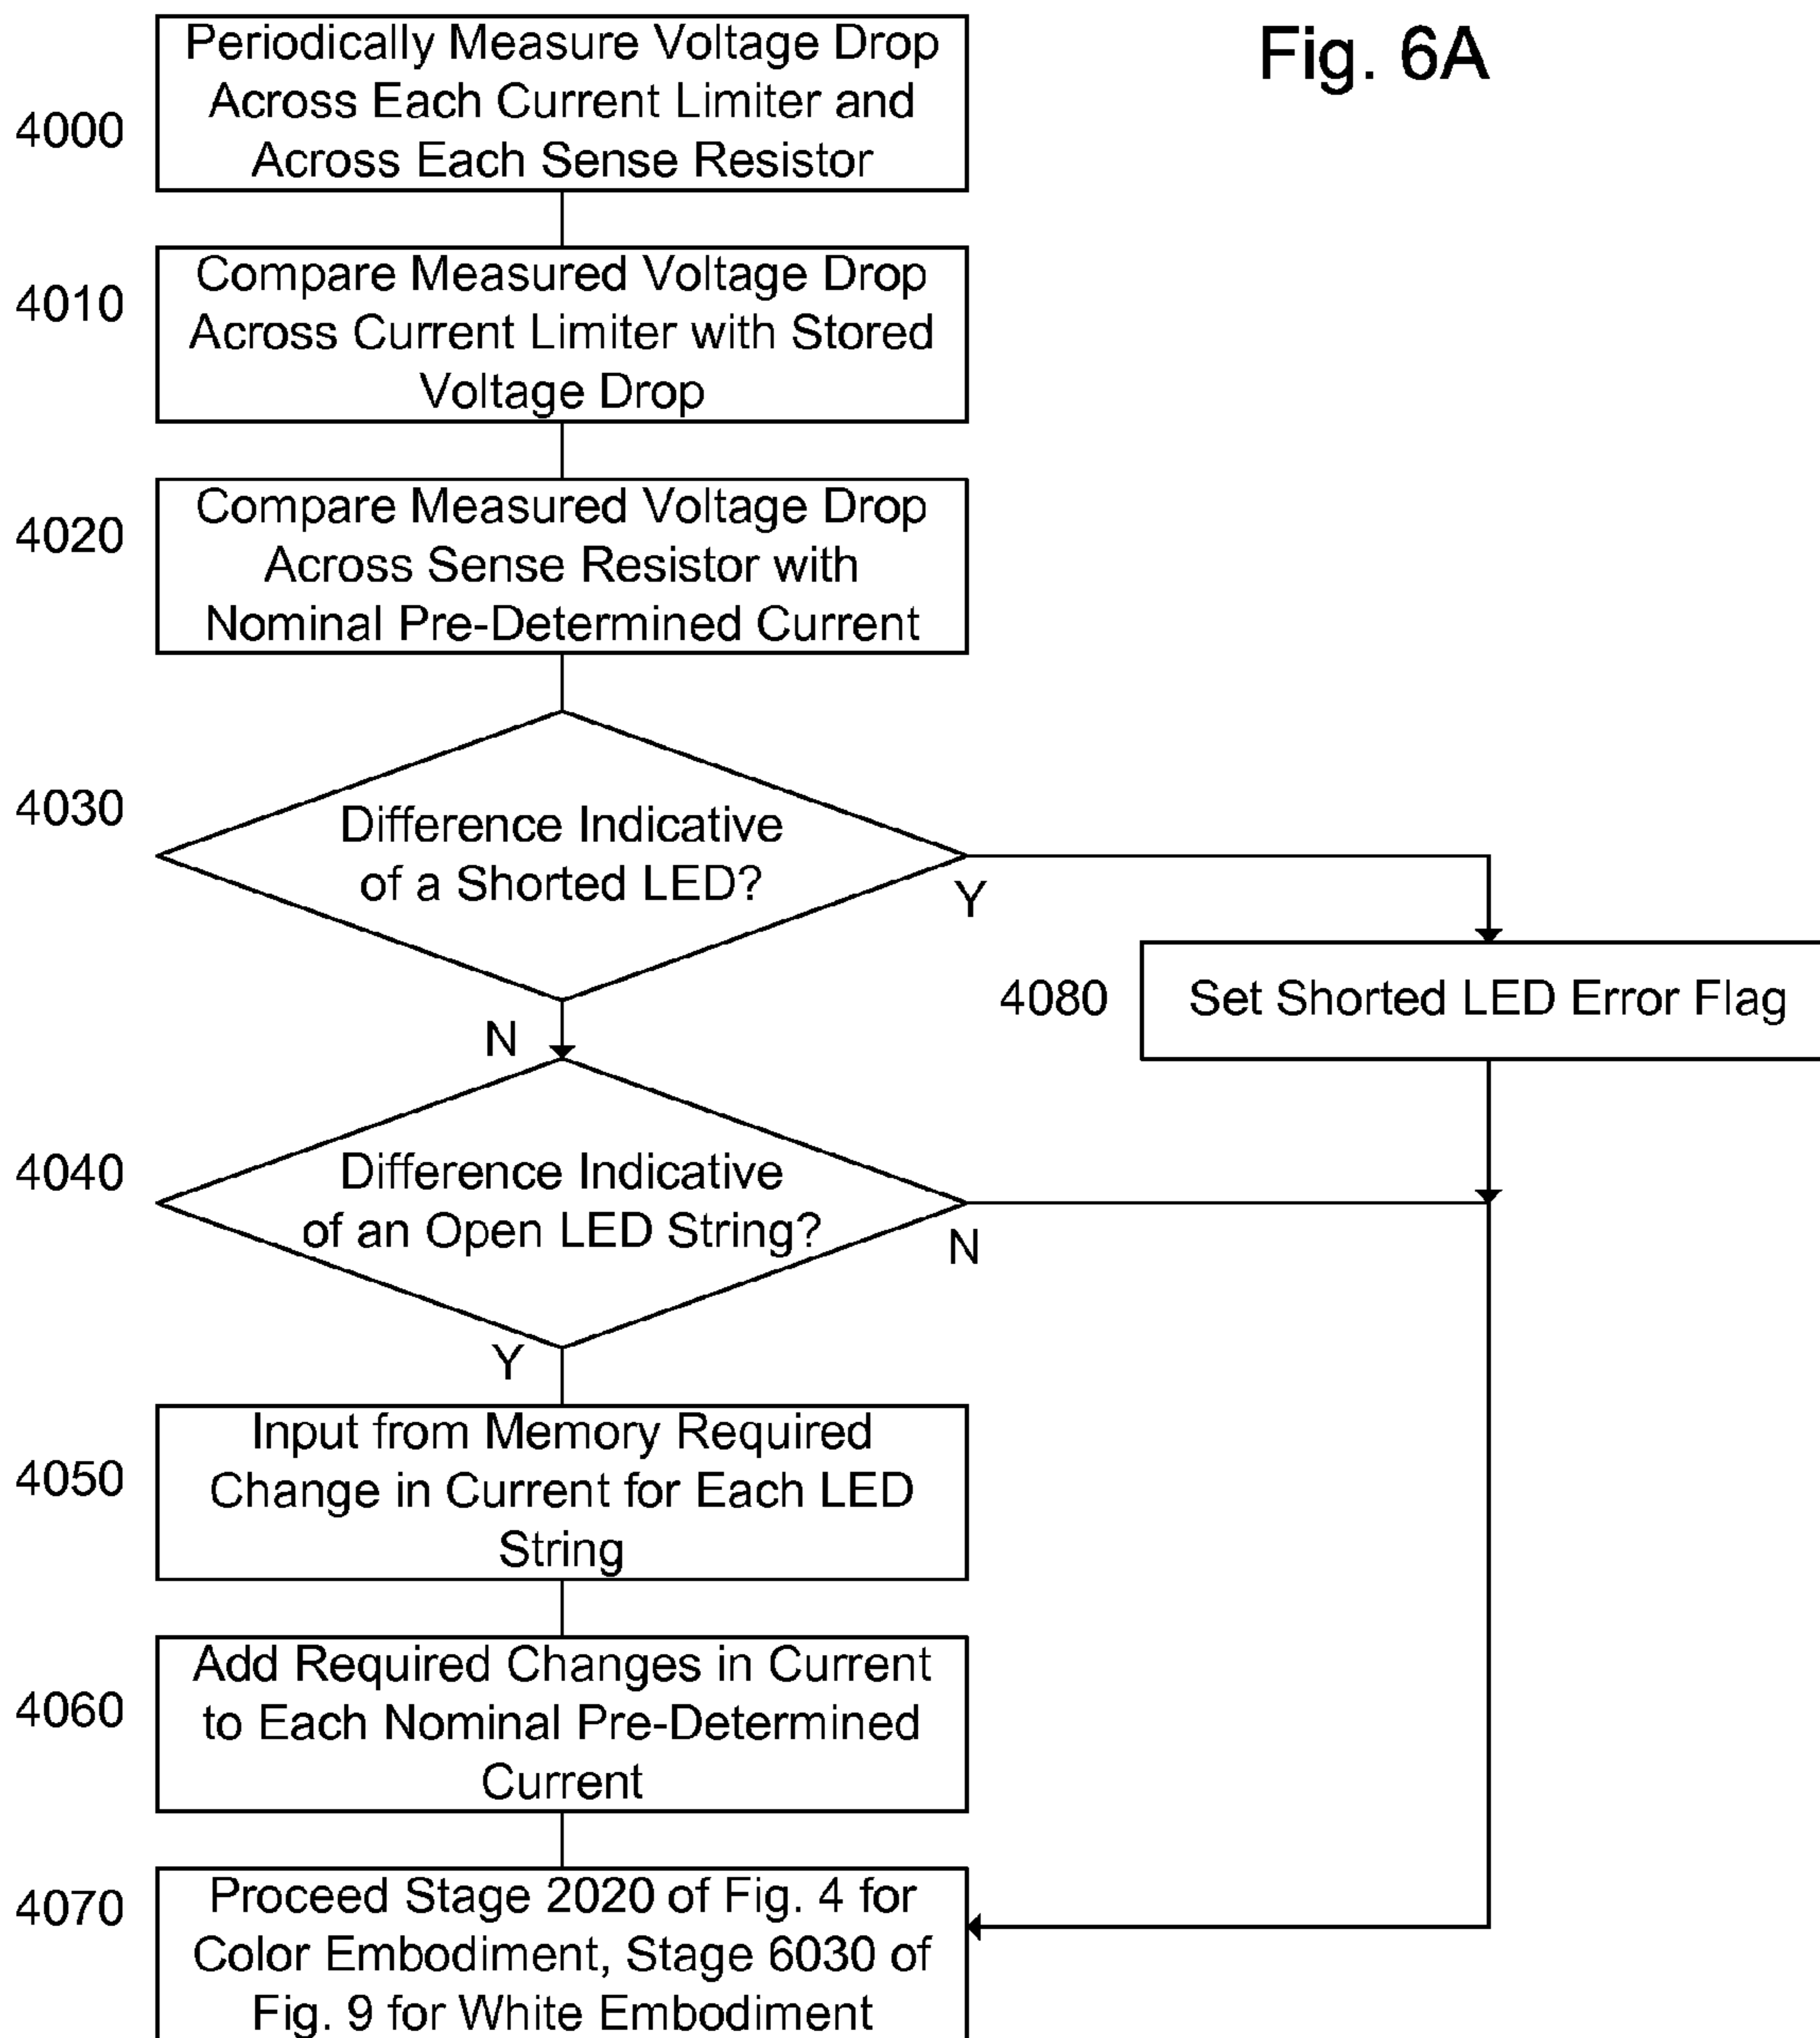 Fig. 6A
4000
Periodically Measure Voltage Drop
Across Each Current Limiter and
Across Each Sense Resistor
4010
Compare Measured Voltage Drop
Across Current Limiter with Stored
Voltage Drop
4020
Compare Measured Voltage Drop
Across Sense Resistor with
Nominal Pre-Determined Current
4030
Difference Indicative
of a Shorted LED?
Y
N
4080
Set Shorted LED Error Flag
4040
Difference Indicative
of an Open LED String?
N
Y
4050
Input from Memory Required
Change in Current for Each LED
String
4060
Add Required Changes in Current
to Each Nominal Pre-Determined
Current
4070
Proceed Stage 2020 of Fig. 4 for
Color Embodiment, Stage 6030 of
Fig. 9 for White Embodiment